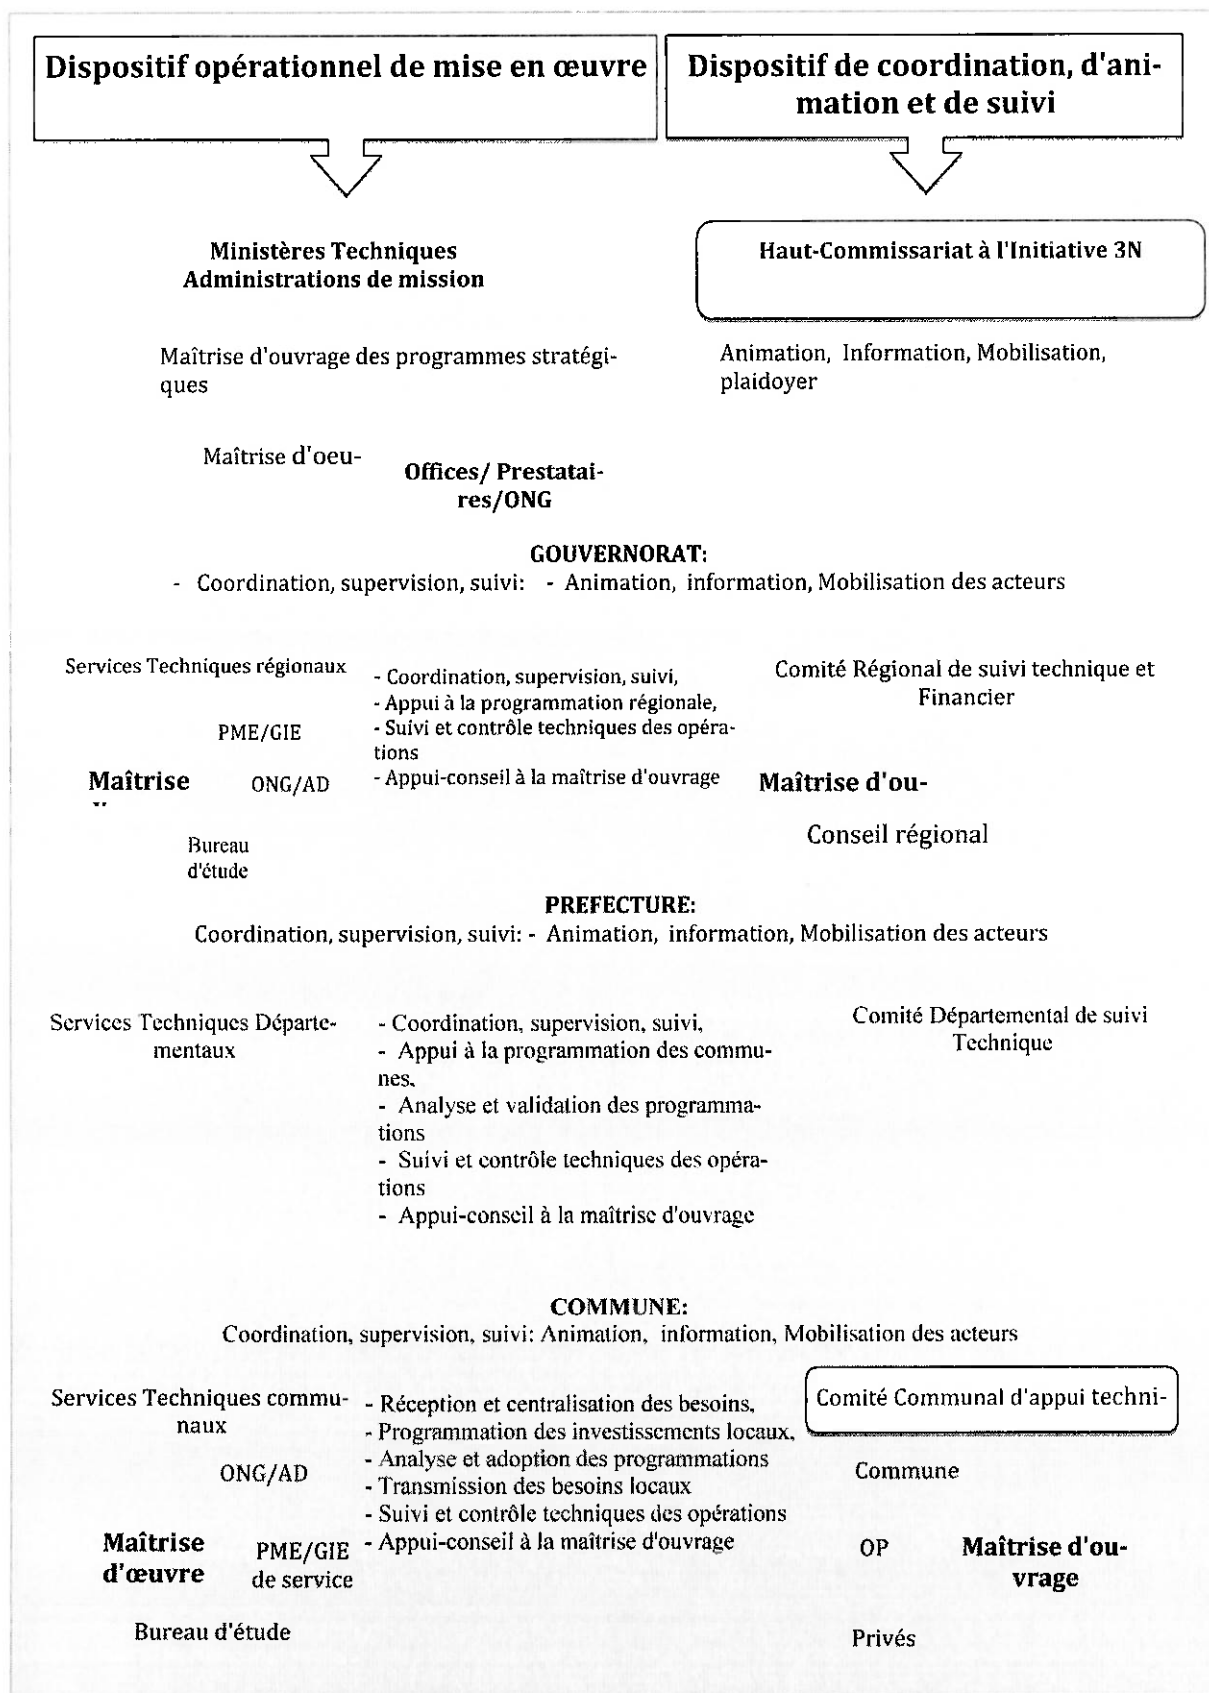 Dispositif opérationnel de mise en œuvre
Dispositif de coordination, d'ani-
mation et de suivi
Ministères Techniques
Administrations de mission
Haut-Commissariat à l'Initiative 3N
Maîtrise d'ouvrage des programmes stratégi-
ques
Animation, Information, Mobilisation,
plaidoyer
Maîtrise d'oeu-
Offices/ Prestatai-
res/ONG
GOUVERNORAT:
- Coordination, supervision, suivi: - Animation, information, Mobilisation des acteurs
Services Techniques régionaux
PME/GIE
Maîtrise
ONG/AD
Bureau
d'étude
- Coordination, supervision, suivi,
- Appui à la programmation régionale,
- Suivi et contrôle techniques des opéra-
tions
- Appui-conseil à la maîtrise d'ouvrage
Comité Régional de suivi technique et
Financier
Maîtrise d'ou-
Conseil régional
PREFECTURE:
Coordination, supervision, suivi: - Animation, information, Mobilisation des acteurs
Services Techniques Départe-
mentaux
- Coordination, supervision, suivi,
- Appui à la programmation des commu-
nes,
- Analyse et validation des programma-
tions
- Suivi et contrôle techniques des opéra-
tions
- Appui-conseil à la maîtrise d'ouvrage
Comité Départemental de suivi
Technique
COMMUNE:
Coordination, supervision, suivi: Animation, information, Mobilisation des acteurs
Services Techniques commu-
naux
ONG/AD
Maîtrise
d'œuvre
PME/GIE
de service
Bureau d'étude
- Réception et centralisation des besoins,
- Programmation des investissements locaux,
- Analyse et adoption des programmations
- Transmission des besoins locaux
- Suivi et contrôle techniques des opérations
- Appui-conseil à la maîtrise d'ouvrage
Comité Communal d'appui techni-
Commune
OP
Maîtrise d'ou-
vrage
Privés